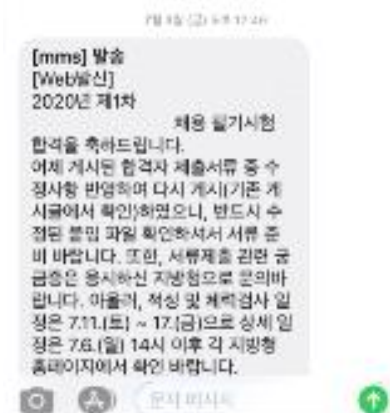 [mms] 발송
[Web발신]
2020년 제1차
채용 필기시험
합격을 축하드립니다.
어제 게시된 합격자 제출서류 중 수
정사항 반영하여 다시 게시(기존 게
시글에서 확인)하였으니, 반드시 수
정된 붙임 파일 확인하셔서 서류 준
비 바랍니다. 또한, 서류제출 관련 궁
금증은 응시하신 지방청으로 문의바
랍니다. 아울러, 적성 및 체력검사 일
정은 7.11.(토) ~ 17.(금)으로 상세 일
정은 7.6.(월) 14시 이후 각 지방청
홈페이지에서 확인 바랍니다.
문자 메시지